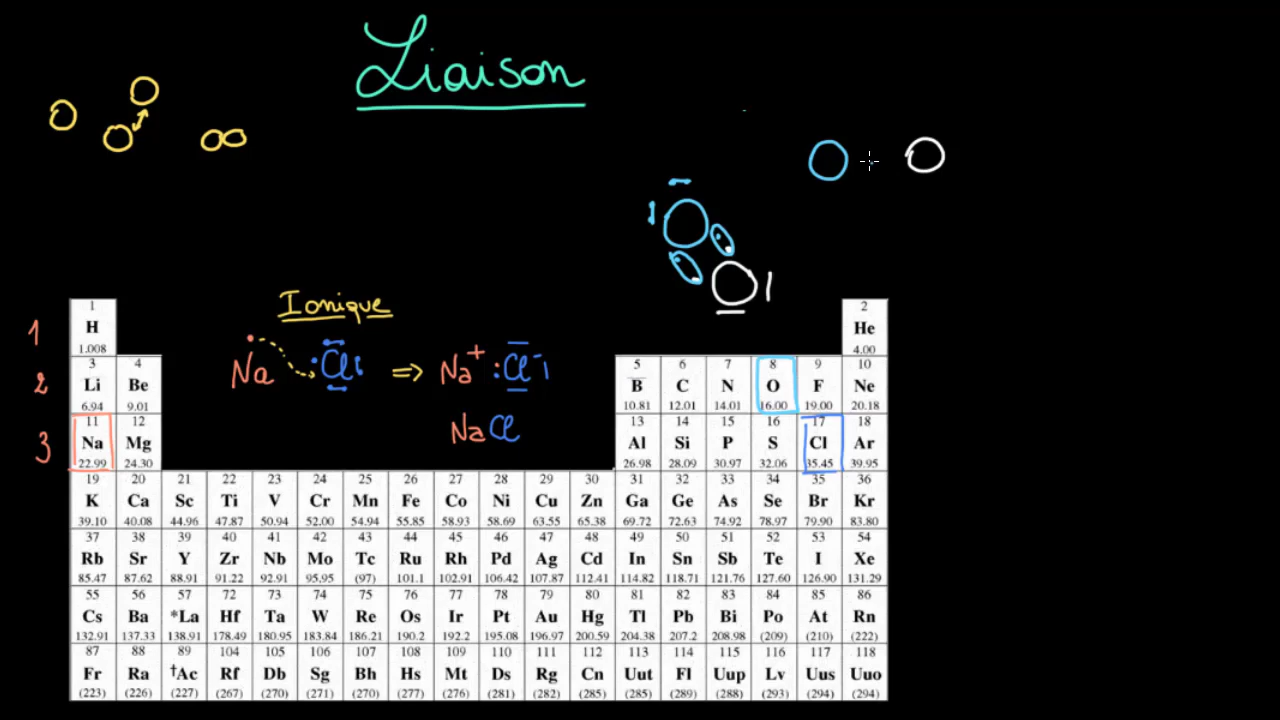 Liaison
O O O OO
O + O
O O
Ionique
Na Cl => Na+ :Cl-
NaCl
1
2
3
1 2
H He
1.008 4.00
3 4 5 6 7 8 9 10
Li Be B C N O F Ne
6.94 9.01 10.81 12.01 14.01 16.00 19.00 20.18
11 12 13 14 15 16 17 18
Na Mg Al Si P S Cl Ar
22.99 24.30 26.98 28.09 30.97 32.06 35.45 39.95
19 20 21 22 23 24 25 26 27 28 29 30 31 32 33 34 35 36
K Ca Sc Ti V Cr Mn Fe Co Ni Cu Zn Ga Ge As Se Br Kr
39.10 40.08 44.96 47.87 50.94 52.00 54.94 55.85 58.93 58.69 63.55 65.38 69.72 72.63 74.92 78.97 79.90 83.80
37 38 39 40 41 42 43 44 45 46 47 48 49 50 51 52 53 54
Rb Sr Y Zr Nb Mo Tc Ru Rh Pd Ag Cd In Sn Sb Te I Xe
85.47 87.62 88.91 91.22 92.91 95.95 (97) 101.1 102.91 106.42 107.87 112.41 114.82 118.71 121.76 127.60 126.90 131.29
55 56 57 72 73 74 75 76 77 78 79 80 81 82 83 84 85 86
Cs Ba *La Hf Ta W Re Os Ir Pt Au Hg Tl Pb Bi Po At Rn
132.91 137.33 138.91 178.49 180.95 183.84 186.21 190.2 192.2 195.08 196.97 200.59 204.38 207.2 208.98 (209) (210) (222)
87 88 89 104 105 106 107 108 109 110 111 112 113 114 115 116 117 118
Fr Ra †Ac Rf Db Sg Bh Hs Mt Ds Rg Cn Uut Fl Uup Lv Uus Uuo
(223) (226) (227) (267) (270) (271) (270) (277) (276) (281) (282) (285) (285) (289) (288) (293) (294) (294)